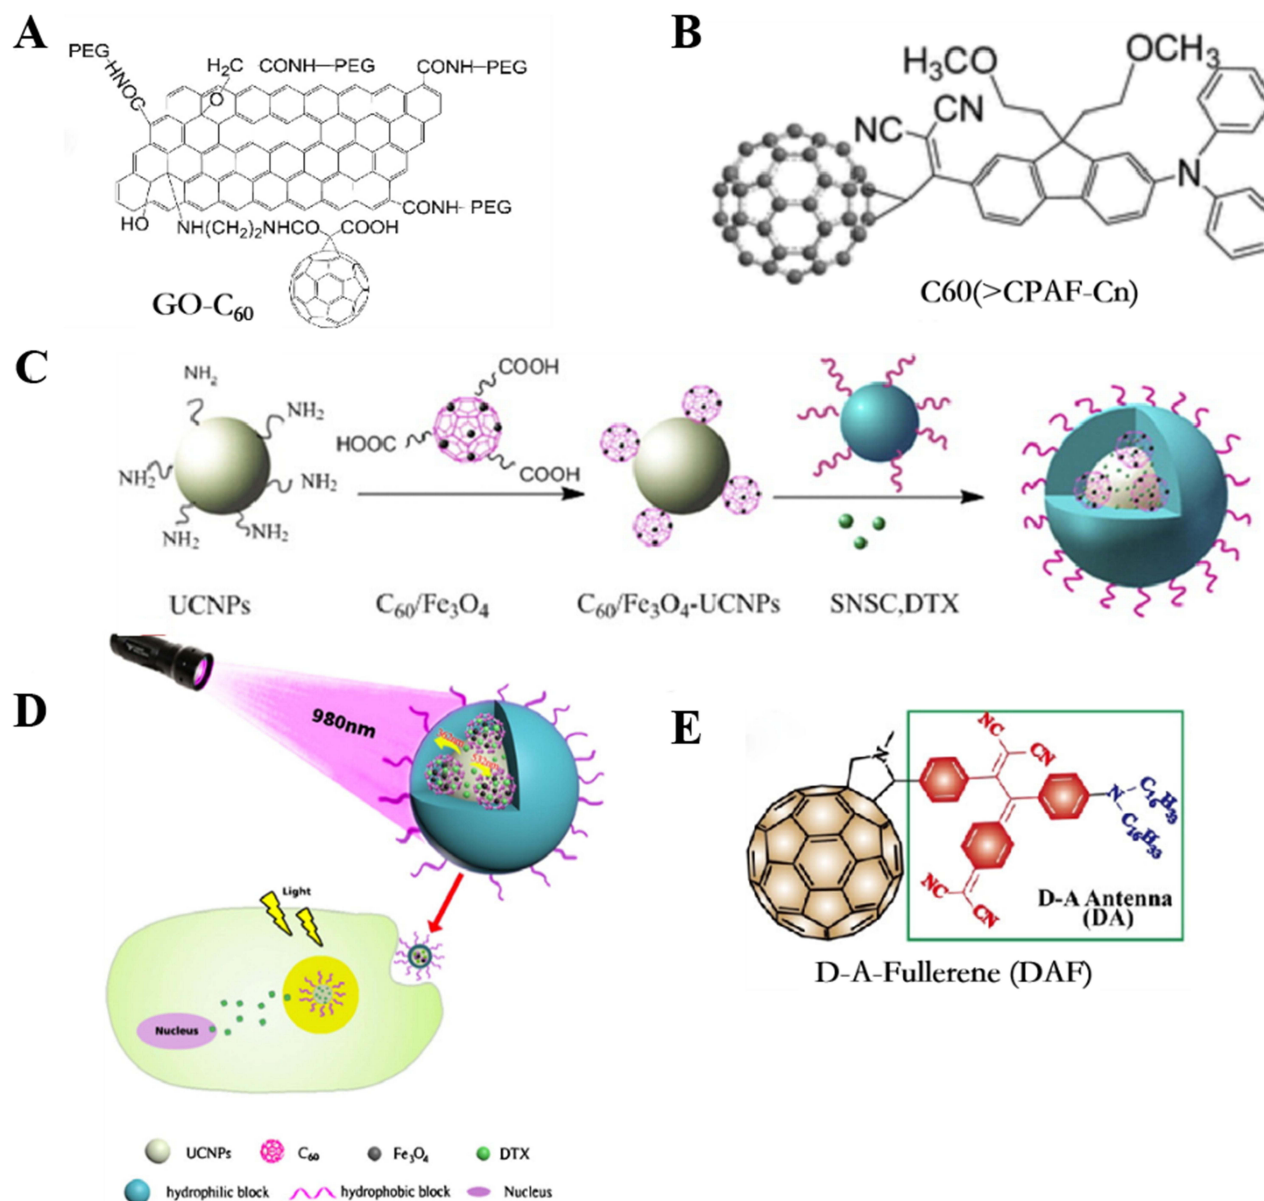 A
PEG
HNOC
H₂C
O
CONH-PEG
CONH-PEG
CONH-PEG
HO
NH(CH₂)₂NHCO
COOH
GO-C₆₀
B
H3CO
OCH₃
NC
CN
N
C60(>CPAF-Cn)
C
NH₂
NH₂
NH₂
NH₂
NH₂
NH₂
COOH
HOOC
COOH
UCNPs
C₆₀/Fe₃O₄
C₆₀/Fe₃O₄-UCNPs
SNSC,DTX
D
980nm
Light
Nucleus
UCNPs
C₆₀
Fe₃O₄
DTX
hydrophilic block
hydrophobic block
Nucleus
E
N
NC
CN
N
C₁₆H₃₃
C₁₆H₃₃
NC
CN
D-A Antenna
(DA)
D-A-Fullerene (DAF)